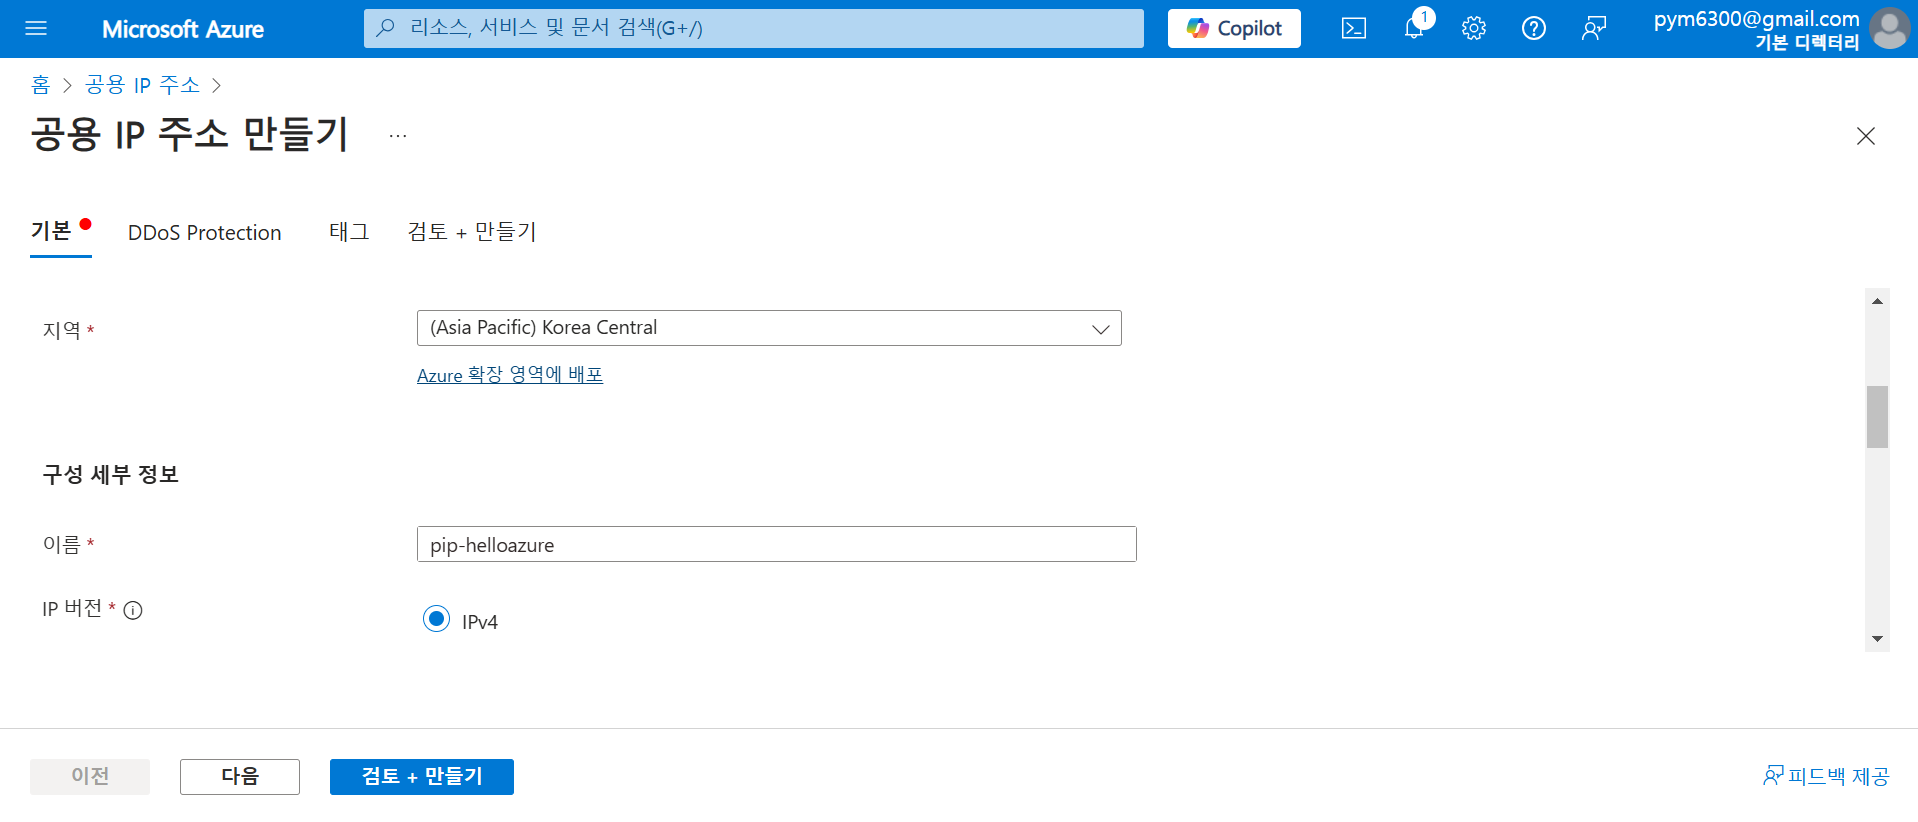 Microsoft Azure
리소스, 서비스 및 문서 검색(G+/)
Copilot
1
pym6300@gmail.com
기본 디렉터리
홈 > 공용 IP 주소 >
공용 IP 주소 만들기 ...
기본 DDoS Protection 태그 검토 + 만들기
지역 * (Asia Pacific) Korea Central
Azure 확장 영역에 배포
구성 세부 정보
이름 * pip-helloazure
IP 버전 * IPv4
이전 다음 검토 + 만들기 피드백 제공